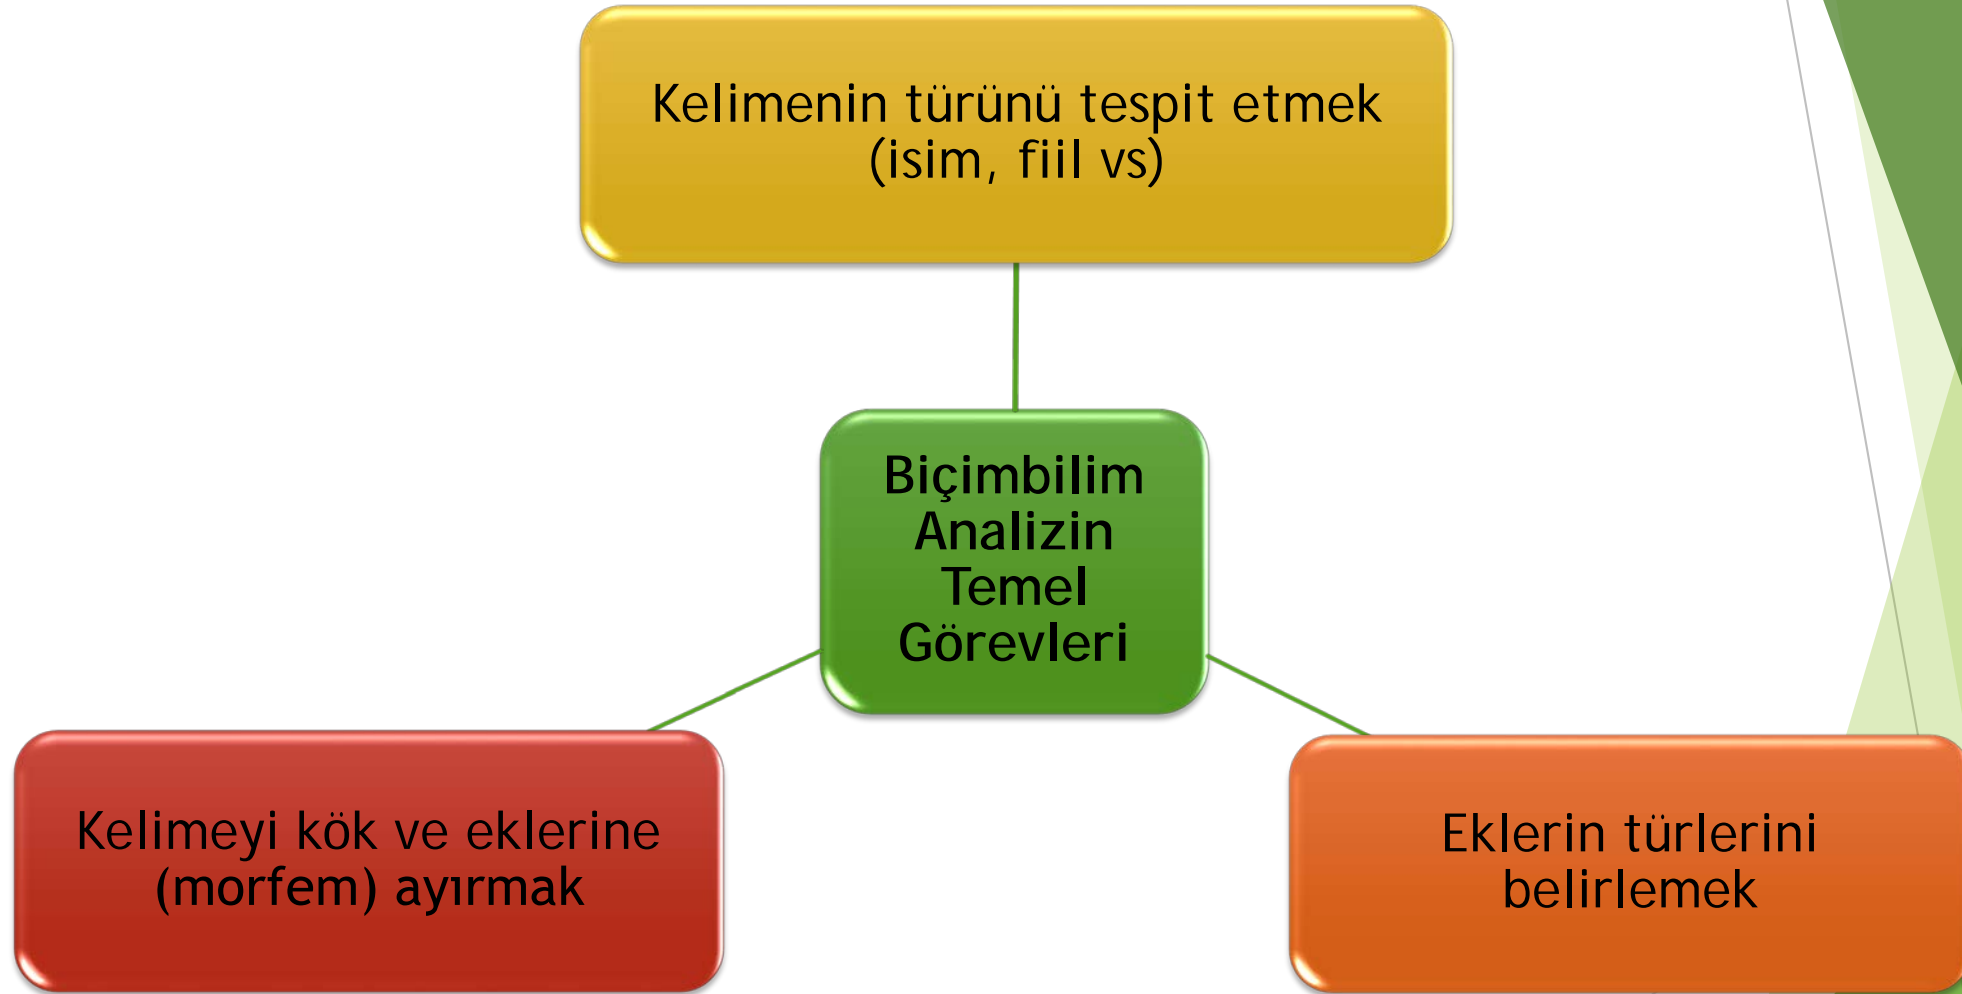 Kelimenin türünü tespit etmek
(isim, fiil vs)
Biçimbilim
Analizin
Temel
Görevleri
Kelimeyi kök ve eklerine
(morfem) ayırmak
Eklerin türlerini
belirlemek